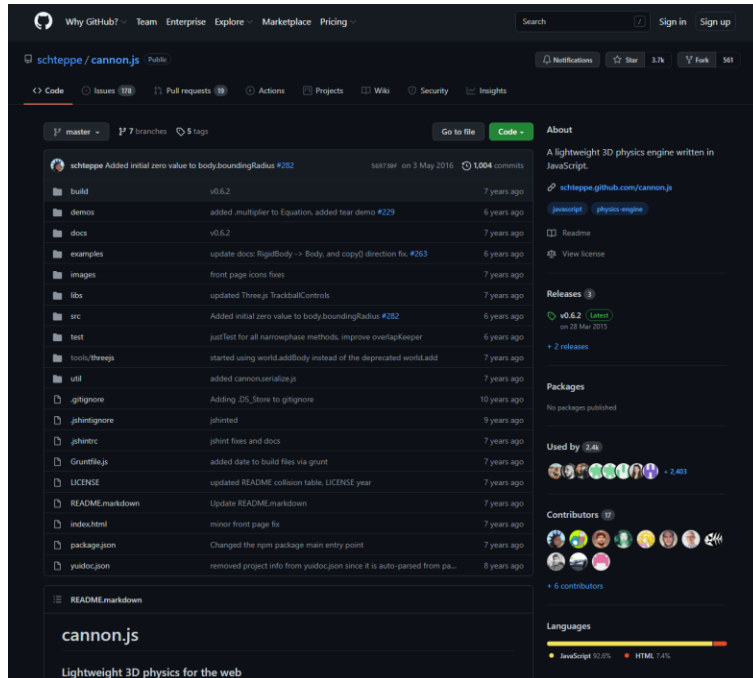 Why GitHub? Team Enterprise Explore Marketplace Pricing Search / Sign in Sign up
schteppe / cannon.js Public Notifications Star 3.7k Fork 561
Code Issues 178 Pull requests 19 Actions Projects Wiki Security Insights
master 7 branches 5 tags Go to file Code
schteppe Added initial zero value to body.boundingRadius #282 on 3 May 2016 1,004 commits
build v0.6.2 7 years ago
demos added .multiplier to Equation, added tear demo #229 6 years ago
docs v0.6.2 7 years ago
examples update docs: RigidBody -> Body, and copy() direction fix, #263 6 years ago
images front page icons fixes 7 years ago
libs updated Three.js TrackballControls 7 years ago
src Added initial zero value to body.boundingRadius #282 6 years ago
test justTest for all narrowphase methods, improve overlapKeeper 6 years ago
tools/threejs started using world.addBody instead of the deprecated world.add 7 years ago
util added cannon.serialize.js 7 years ago
.gitignore Adding .DS_Store to gitignore 10 years ago
.jshintignore jshinted 9 years ago
.jshintrc jshint fixes and docs 7 years ago
Gruntfile.js added date to build files via grunt 7 years ago
LICENSE updated README collision table, LICENSE year 7 years ago
README.markdown Update README.markdown 7 years ago
index.html minor front page fix 7 years ago
package.json Changed the npm package main entry point 7 years ago
yuidoc.json removed project info from yuidoc.json since it is auto-parsed from pa... 8 years ago
README.markdown
cannon.js
Lightweight 3D physics for the web
About
A lightweight 3D physics engine written in
JavaScript.
schteppe.github.com/cannon.js
javascript physics-engine
Readme
View license
Releases 3
v0.6.2 Latest
on 28 Mar 2015
+ 2 releases
Packages
No packages published
Used by 2.4k
+ 2,403
Contributors 17
+ 6 contributors
Languages
JavaScript 92.6% HTML 7.4%